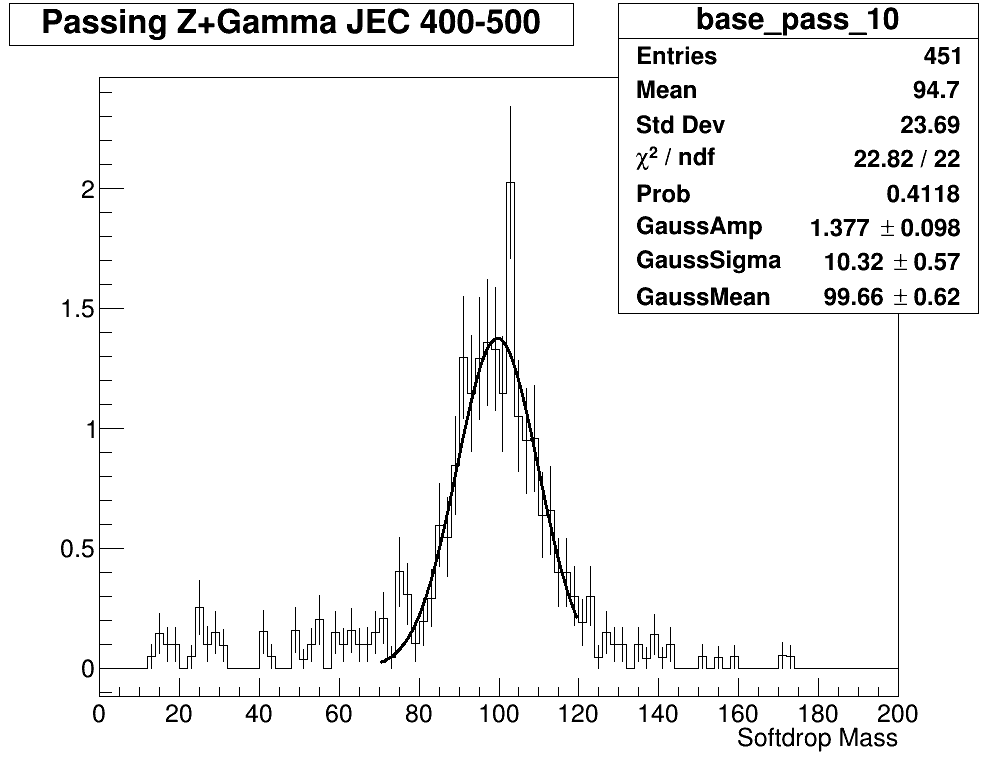 Passing Z+Gamma JEC 400-500
base_pass_10
Entries 451
Mean 94.7
Std Dev 23.69
χ² / ndf 22.82 / 22
Prob 0.4118
GaussAmp 1.377 ± 0.098
GaussSigma 10.32 ± 0.57
GaussMean 99.66 ± 0.62
2
1.5
1
0.5
0
0 20 40 60 80 100 120 140 160 180 200
Softdrop Mass